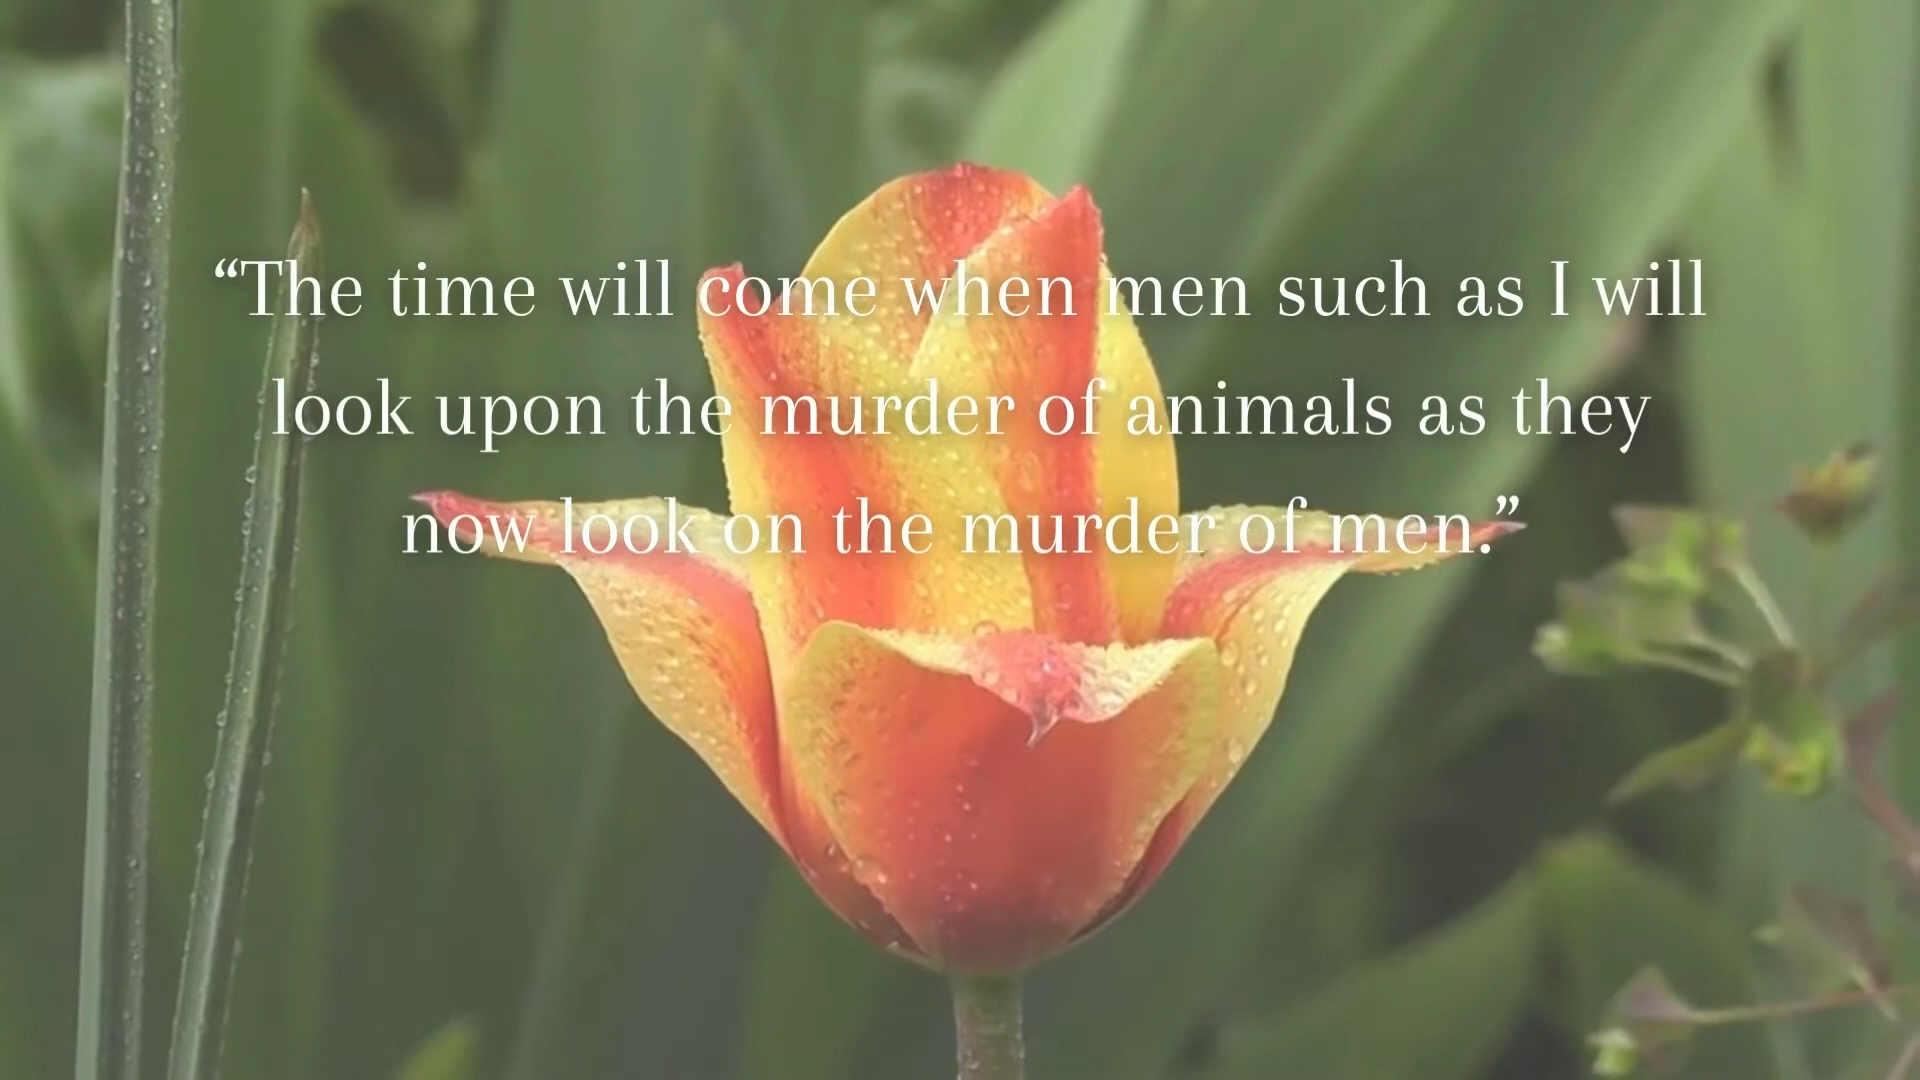 “The time will come when men such as I will
look upon the murder of animals as they
now look on the murder of men.”